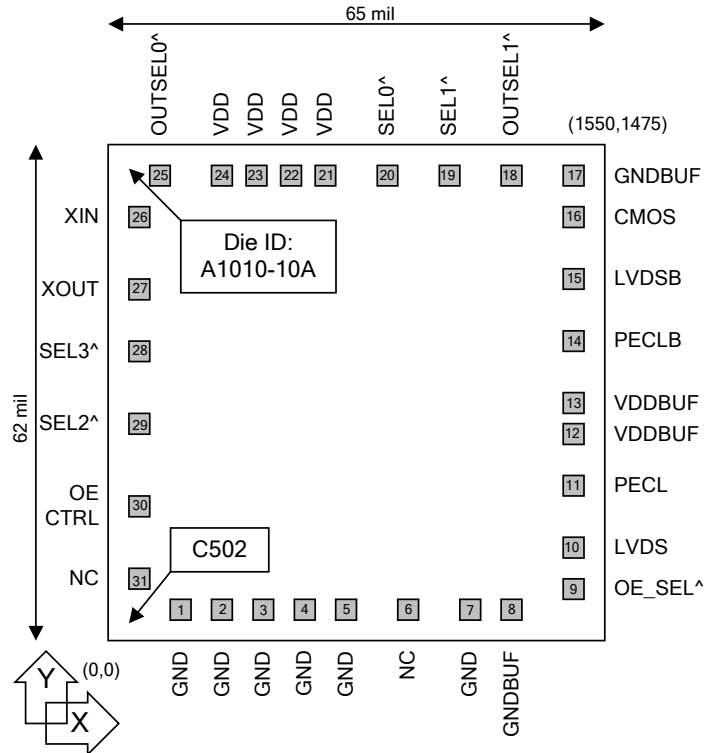 65 mil
OUTSEL0^
VDD
VDD
VDD
VDD
SEL0^
SEL1^
OUTSEL1^
(1550,1475)
25
24
23
22
21
20
19
18
17
GNDBUF
XIN
26
16
CMOS
Die ID:
A1010-10A
XOUT
27
15
LVDSB
SEL3^
28
14
PECLB
62 mil
SEL2^
29
13
VDDBUF
12
VDDBUF
OE
CTRL
30
11
PECL
C502
10
LVDS
NC
31
9
OE_SEL^
1
2
3
4
5
6
7
8
(0,0)
GND
GND
GND
GND
GND
NC
GND
GNDBUF
Y
X